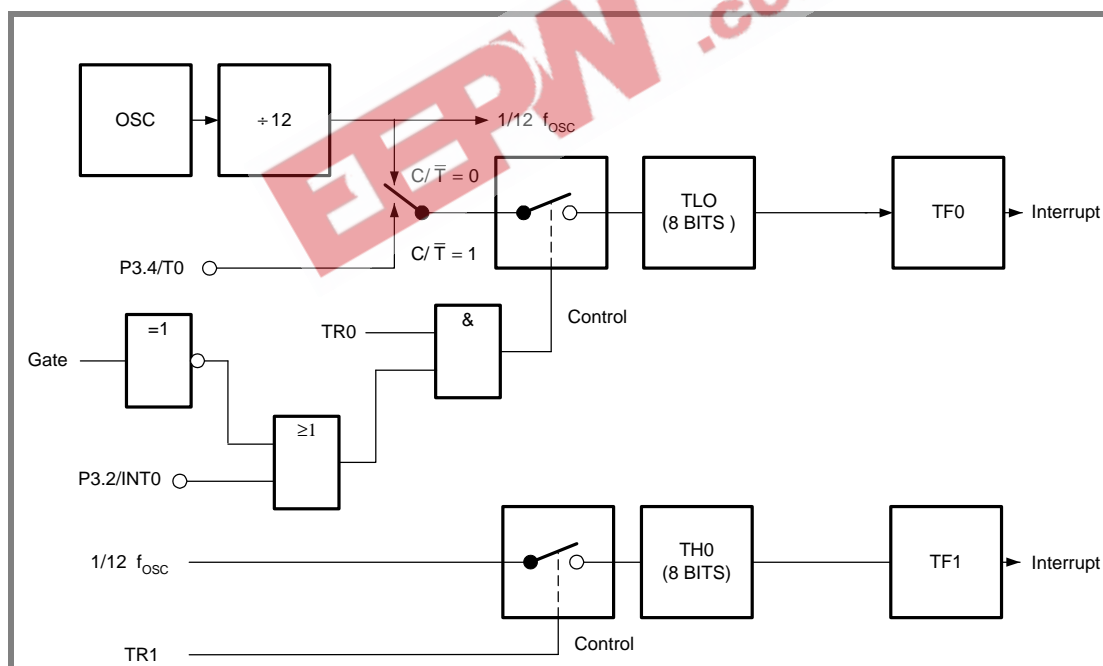 EEPW .co
OSC
÷12
1/12 fOSC
C/T̅ = 0
TLO
(8 BITS )
TF0
Interrupt
C/T̅ = 1
P3.4/T0
Control
=1
&
TR0
Gate
≥1
P3.2/INT0
1/12 fOSC
TH0
(8 BITS)
TF1
Interrupt
Control
TR1